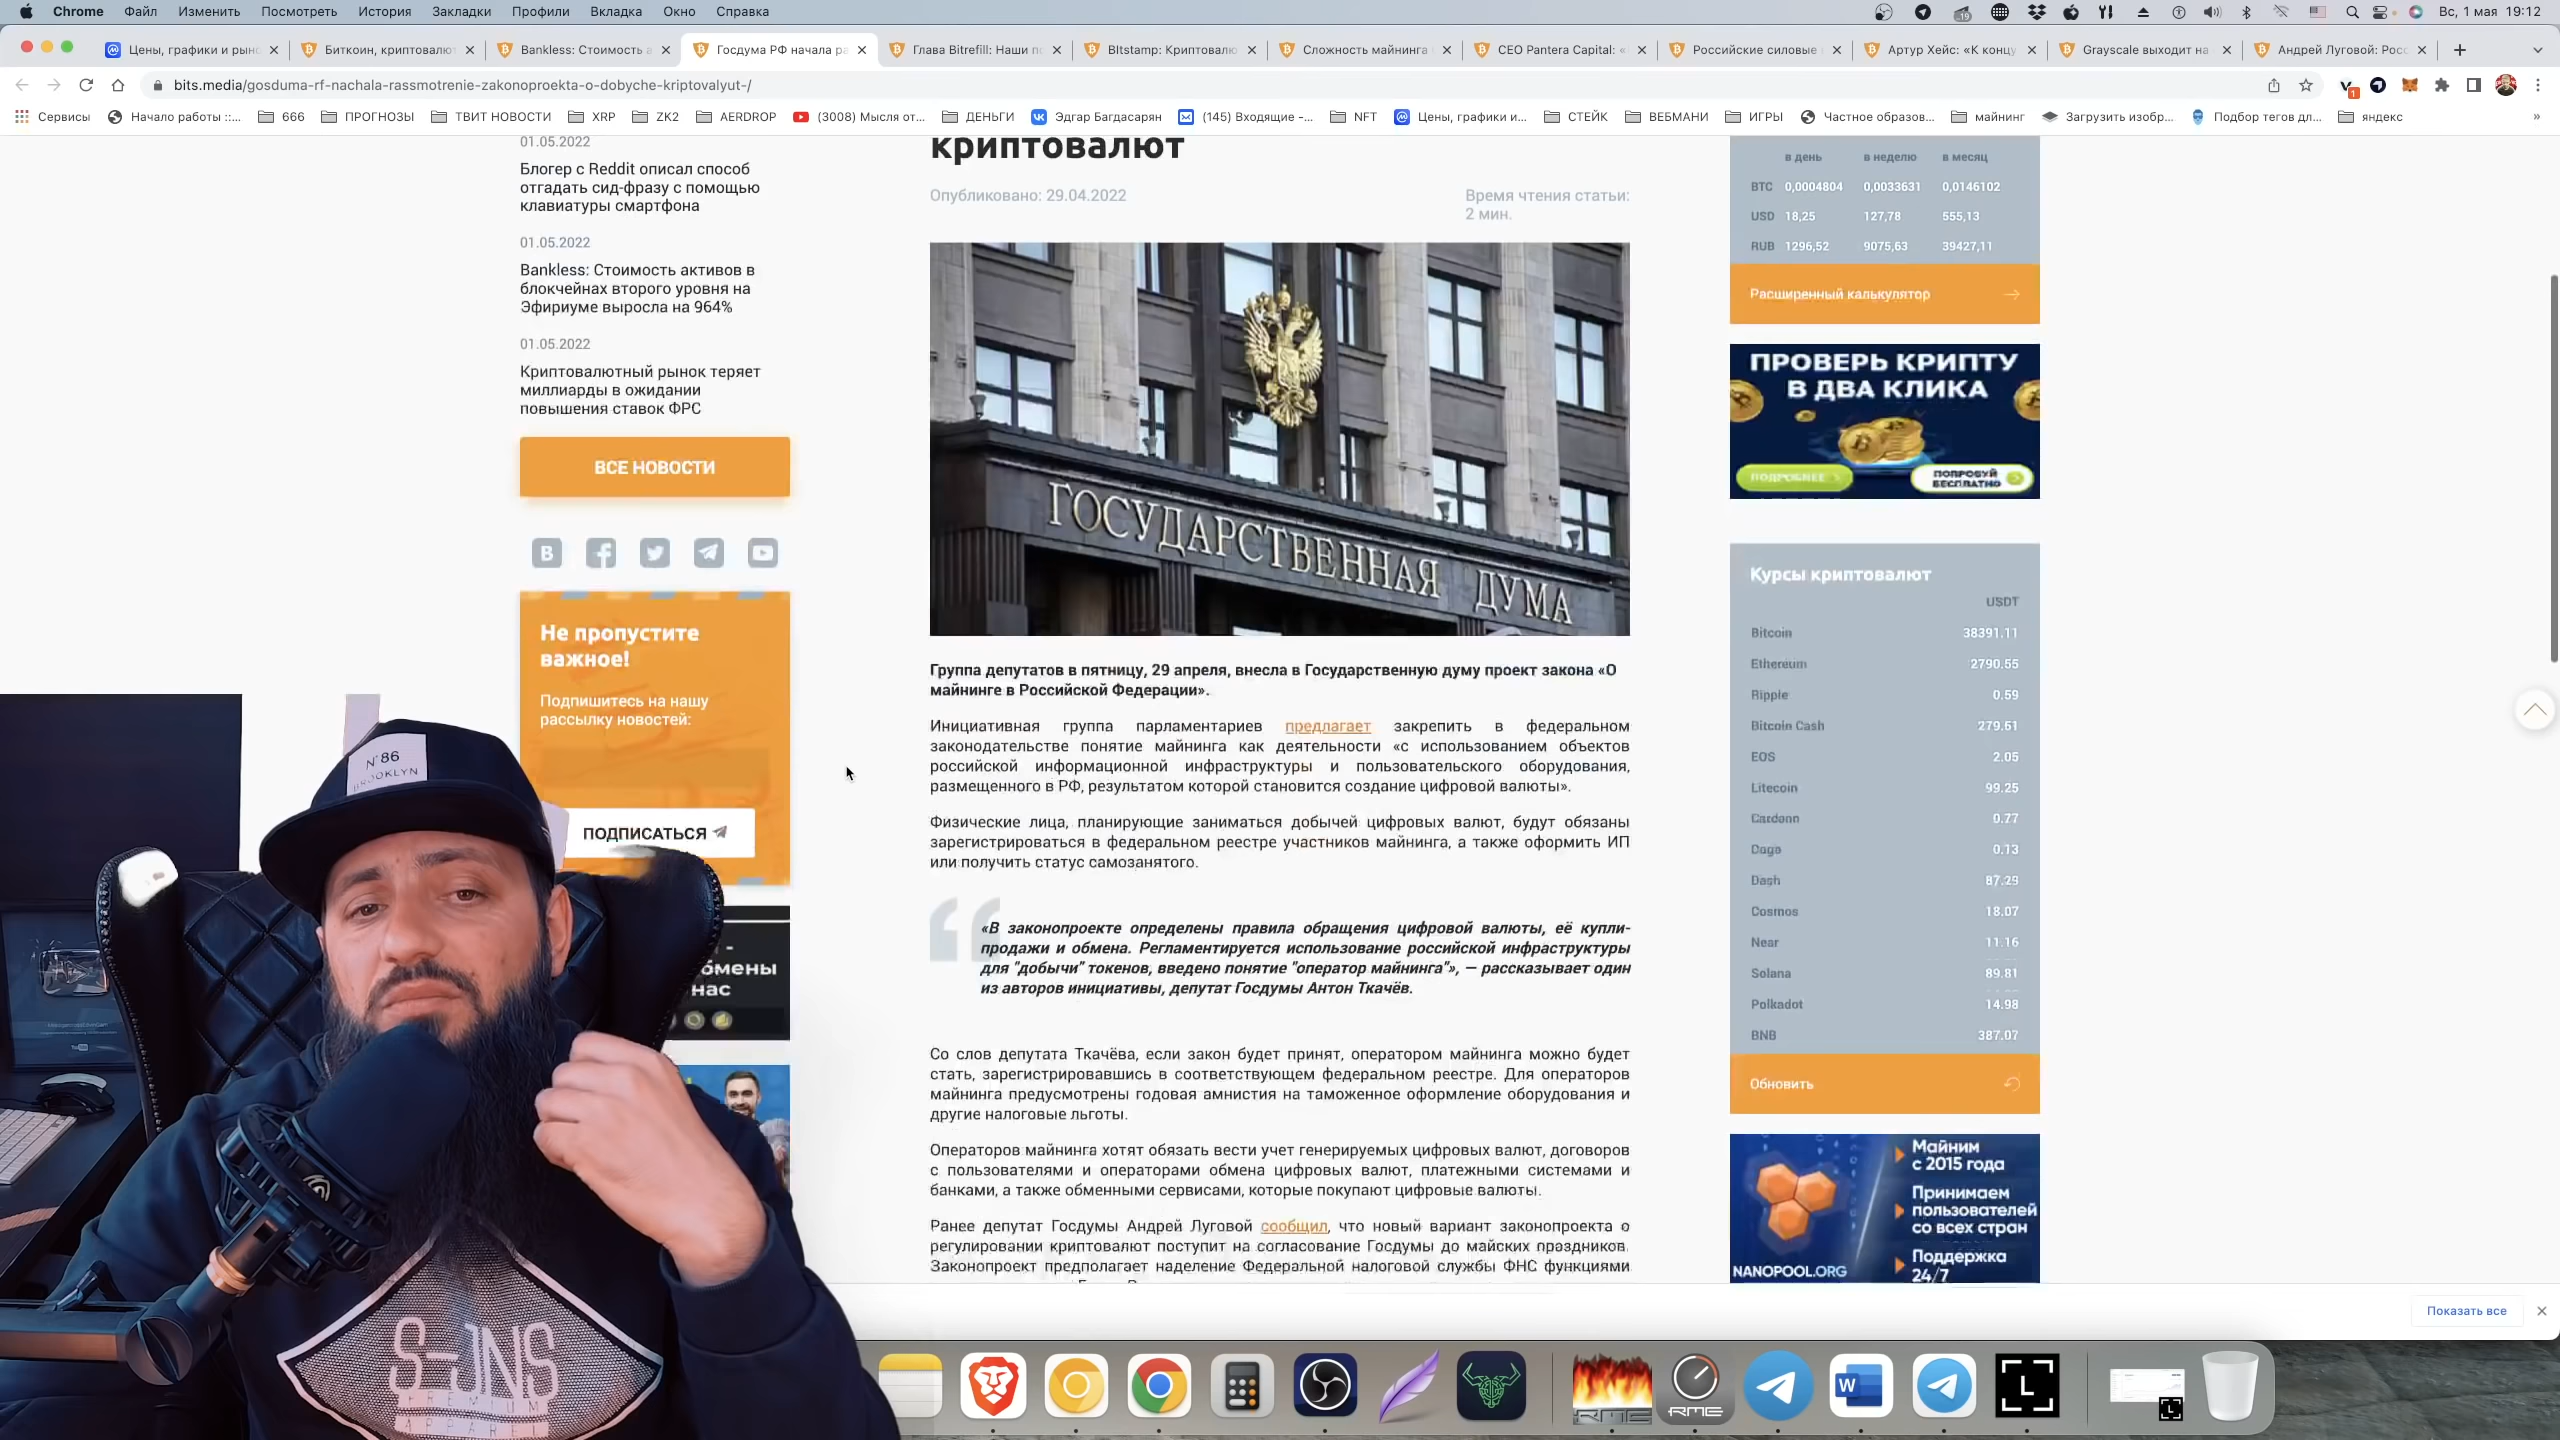 Chrome Файл Изменить Посмотреть История Закладки Профили Вкладка Окно Справка
19
Вс, 1 мая 19:12
Цены, графики и рын
Биткоин, криптовалют
Bankless: Стоимость а
Госдума РФ начала ра
Глава Bitrefill: Наши п
BItstamp: Криптовалю
Сложность майнинга
CEO Pantera Capital: «
Российские силовые
Артур Хейс: «К концу
Grayscale выходит на
Андрей Луговой: Росс
bits.media/gosduma-rf-nachala-rassmotrenie-zakonoproekta-o-dobyche-kriptovalyut-/
Сервисы
Начало работы ::...
666
ПРОГНОЗЫ
ТВИТ НОВОСТИ
XRP
ZK2
AERDROP
(3008) Мысля от...
ДЕНЬГИ
Эдгар Багдасарян
(145) Входящие –...
NFT
Цены, графики и...
СТЕЙК
ВЕБМАНИ
ИГРЫ
Частное образов...
майнинг
Загрузить изобр...
Подбор тегов дл...
яндекс
»
01.05.2022
Блогер с Reddit описал способ
отгадать сид-фразу с помощью
клавиатуры смартфона
01.05.2022
Bankless: Стоимость активов в
блокчейнах второго уровня на
Эфириуме выросла на 964%
01.05.2022
Криптовалютный рынок теряет
миллиарды в ожидании
повышения ставок ФРС
ВСЕ НОВОСТИ
Не пропустите
важное!
Подпишитесь на нашу
рассылку новостей:
ПОДПИСАТЬСЯ
обмены
нас
криптовалют
Опубликовано: 29.04.2022
Время чтения статьи:
2 мин.
ГОСУДАРСТВЕННАЯ ДУМА
Группа депутатов в пятницу, 29 апреля, внесла в Государственную думу проект закона «О
майнинге в Российской Федерации».
Инициативная группа парламентариев предлагает закрепить в федеральном
законодательстве понятие майнинга как деятельности «с использованием объектов
российской информационной инфраструктуры и пользовательского оборудования,
размещенного в РФ, результатом которой становится создание цифровой валюты».
Физические лица, планирующие заниматься добычей цифровых валют, будут обязаны
зарегистрироваться в федеральном реестре участников майнинга, а также оформить ИП
или получить статус самозанятого.
«В законопроекте определены правила обращения цифровой валюты, её купли-
продажи и обмена. Регламентируется использование российской инфраструктуры
для "добычи" токенов, введено понятие "оператор майнинга"», — рассказывает один
из авторов инициативы, депутат Госдумы Антон Ткачёв.
Со слов депутата Ткачёва, если закон будет принят, оператором майнинга можно будет
стать, зарегистрировавшись в соответствующем федеральном реестре. Для операторов
майнинга предусмотрены годовая амнистия на таможенное оформление оборудования и
другие налоговые льготы.
Операторов майнинга хотят обязать вести учет генерируемых цифровых валют, договоров
с пользователями и операторами обмена цифровых валют, платежными системами и
банками, а также обменными сервисами, которые покупают цифровые валюты.
Ранее депутат Госдумы Андрей Луговой сообщил, что новый вариант законопроекта о
регулировании криптовалют поступит на согласование Госдумы до майских праздников.
Законопроект предполагает наделение Федеральной налоговой службы ФНС функциями
в день в неделю в месяц
BTC 0,0004804 0,0033631 0,0146102
USD 18,25 127,78 555,13
RUB 1296,52 9075,63 39427,11
Расширенный калькулятор
ПРОВЕРЬ КРИПТУ
В ДВА КЛИКА
ПОДРОБНЕЕ
ПОПРОБУЙ
БЕСПЛАТНО
Курсы криптовалют
USDT
Bitcoin 38391.11
Ethereum 2790.55
Ripple 0.59
Bitcoin Cash 279.51
EOS 2.05
Litecoin 99.25
Cardano 0.77
Doge 0.13
Dash 87.29
Cosmos 18.07
Near 11.16
Solana 89.81
Polkadot 14.98
BNB 387.07
Обновить
Майним
с 2015 года
Принимаем
пользователей
со всех стран
Поддержка
24/7
NANOPOOL.ORG
Показать все
N°86
BROOKLYN
S-JNS
PREMIUM
APPAREL
RME
RME
W
L